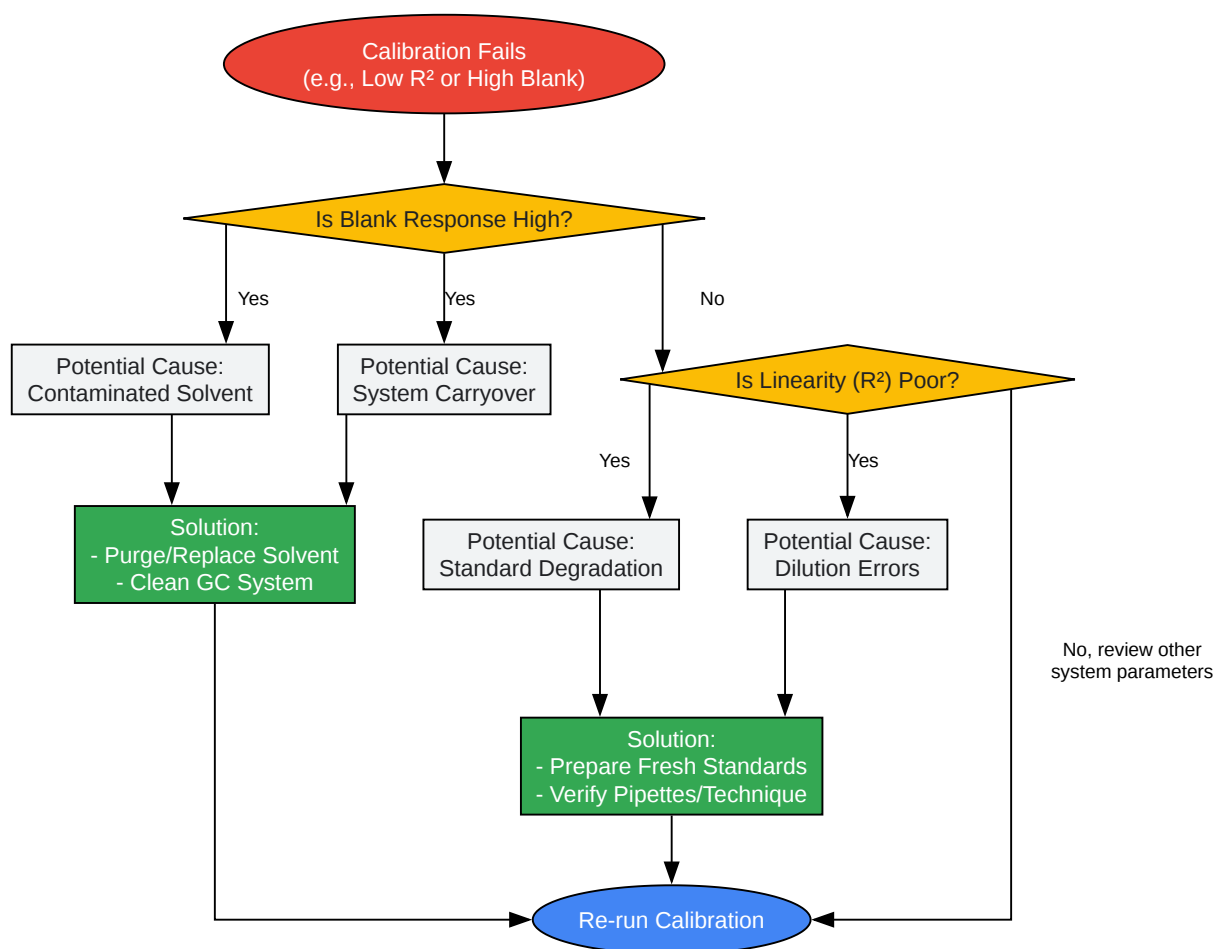 Calibration Fails
(e.g., Low R² or High Blank)
Is Blank Response High?
Yes
Yes
No
Potential Cause:
Contaminated Solvent
Potential Cause:
System Carryover
Is Linearity (R²) Poor?
Yes
Yes
Solution:
- Purge/Replace Solvent
- Clean GC System
Potential Cause:
Standard Degradation
Potential Cause:
Dilution Errors
No, review other
system parameters
Solution:
- Prepare Fresh Standards
- Verify Pipettes/Technique
Re-run Calibration